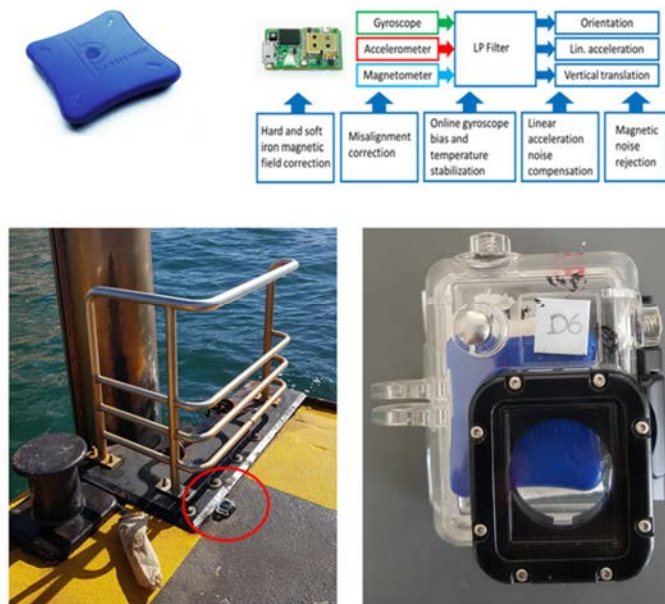 Gyroscope
Accelerometer
Magnetometer
LP Filter
Orientation
Lin. acceleration
Vertical translation
Hard and soft
iron magnetic
field correction
Misalignment
correction
Online gyroscope
bias and
temperature
stabilization
Linear
acceleration
noise
compensation
Magnetic
noise
rejection
D6